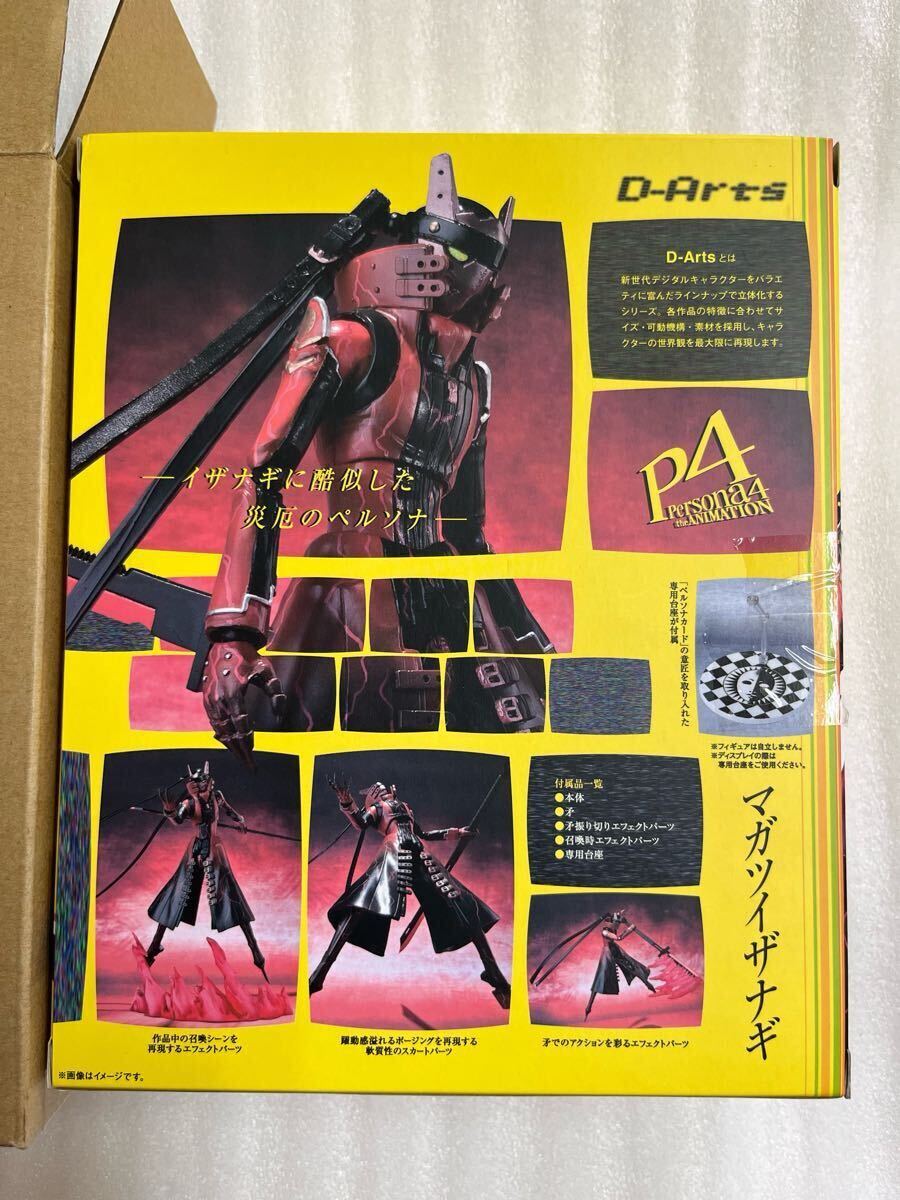 D-Arts
D-Arts とは
新世代デジタルキャラクターをバラエ
ティに富んだラインナップで立体化する
シリーズ。各作品の特徴に合わせてサ
イズ・可動機構・素材を採用し、キャラ
クターの世界観を最大限に再現します。
P4
Persona4
the ANIMATION
―イザナギに酷似した
災厄のペルソナ―
「ペルソナカード」の意匠を取り入れた
専用台座が付属
※フィギュアは自立しません。
※ディスプレイの際は
専用台座をご使用ください。
マガツイザナギ
付属品一覧
●本体
●矛
●矛振り切りエフェクトパーツ
●召喚時エフェクトパーツ
●専用台座
作品中の召喚シーンを
再現するエフェクトパーツ
躍動感溢れるポージングを再現する
軟質性のスカートパーツ
矛でのアクションを彩るエフェクトパーツ
※画像はイメージです。